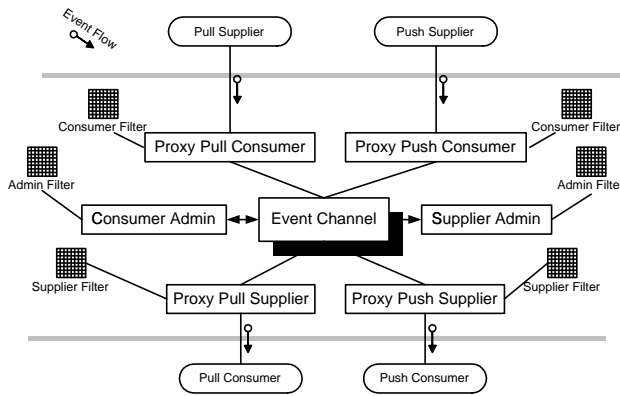 Event Flow
Pull Supplier
Push Supplier
Consumer Filter
Consumer Filter
Proxy Pull Consumer
Proxy Push Consumer
Admin Filter
Admin Filte
Consumer Admin
Event Channel
Supplier Admin
Supplier Filter
Supplier Filter
Proxy Pull Supplier
Proxy Push Supplier
Pull Consumer
Push Consumer